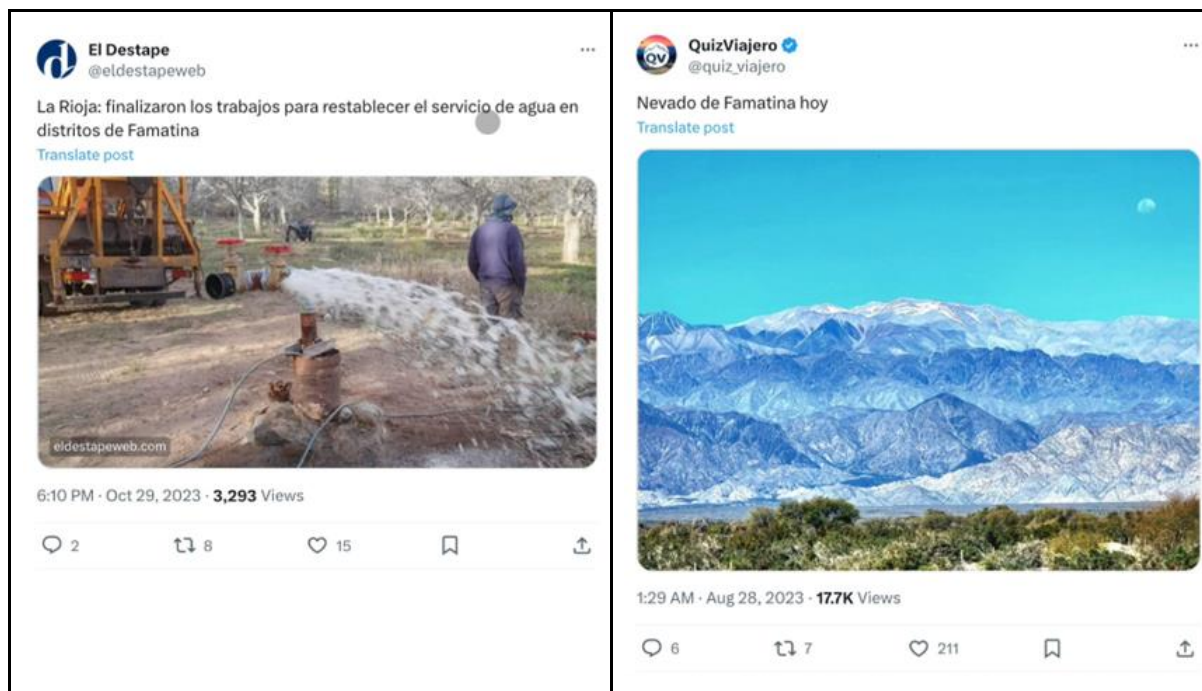 El Destape
@eldestapeweb
La Rioja: finalizaron los trabajos para restablecer el servicio de agua en
distritos de Famatina
Translate post
eldestapeweb.com
6:10 PM · Oct 29, 2023 · 3,293 Views
2 8 15
QuizViajero
@quiz_viajero
Nevado de Famatina hoy
Translate post
QV
1:29 AM · Aug 28, 2023 · 17.7K Views
6 7 211